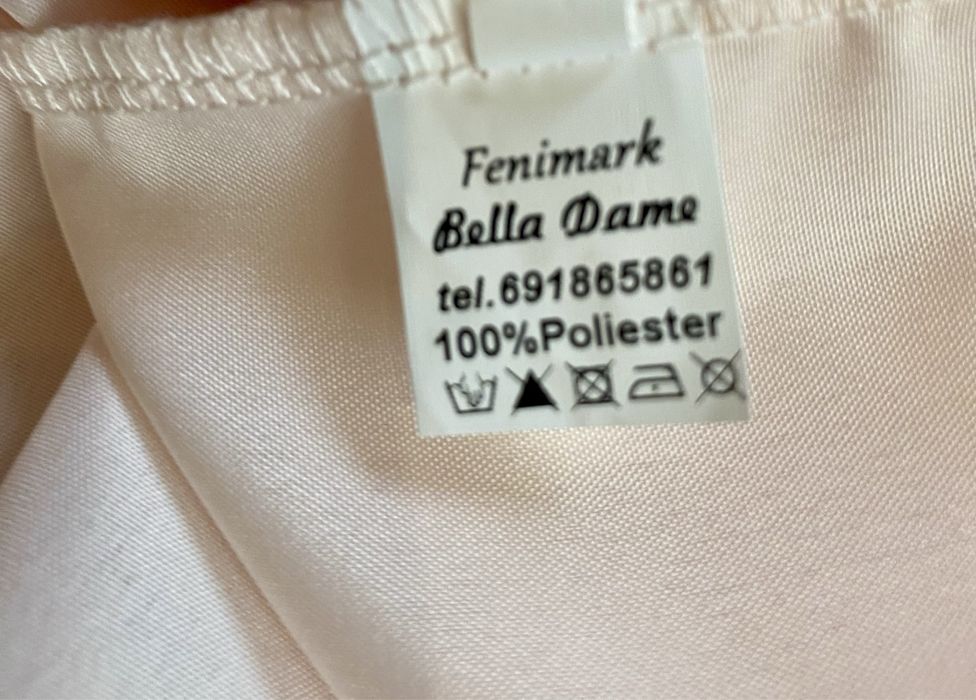 Fenimark
Bella Dame
tel.691865861
100%Poliester